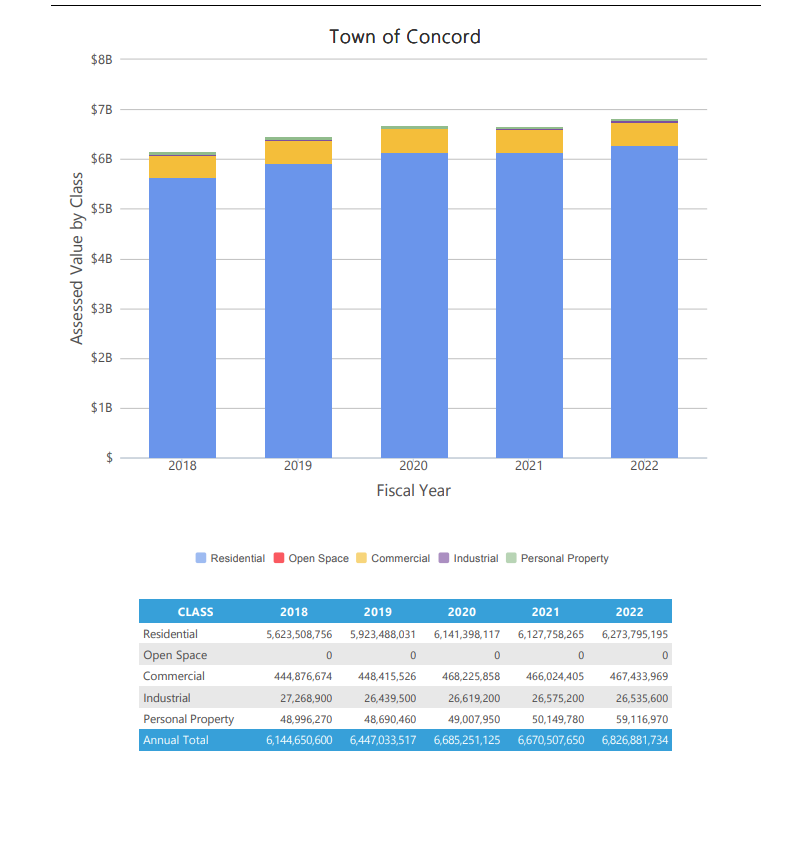 Town of Concord
$8B
$7B
$6B
$5B
$4B
$3B
$2B
$1B
$
Assessed Value by Class
2018 2019 2020 2021 2022
Fiscal Year
Residential Open Space Commercial Industrial Personal Property
CLASS 2018 2019 2020 2021 2022
Residential 5,623,508,756 5,923,488,031 6,141,398,117 6,127,758,265 6,273,795,195
Open Space 0 0 0 0 0
Commercial 444,876,674 448,415,526 468,225,858 466,024,405 467,433,969
Industrial 27,268,900 26,439,500 26,619,200 26,575,200 26,535,600
Personal Property 48,996,270 48,690,460 49,007,950 50,149,780 59,116,970
Annual Total 6,144,650,600 6,447,033,517 6,685,251,125 6,670,507,650 6,826,881,734